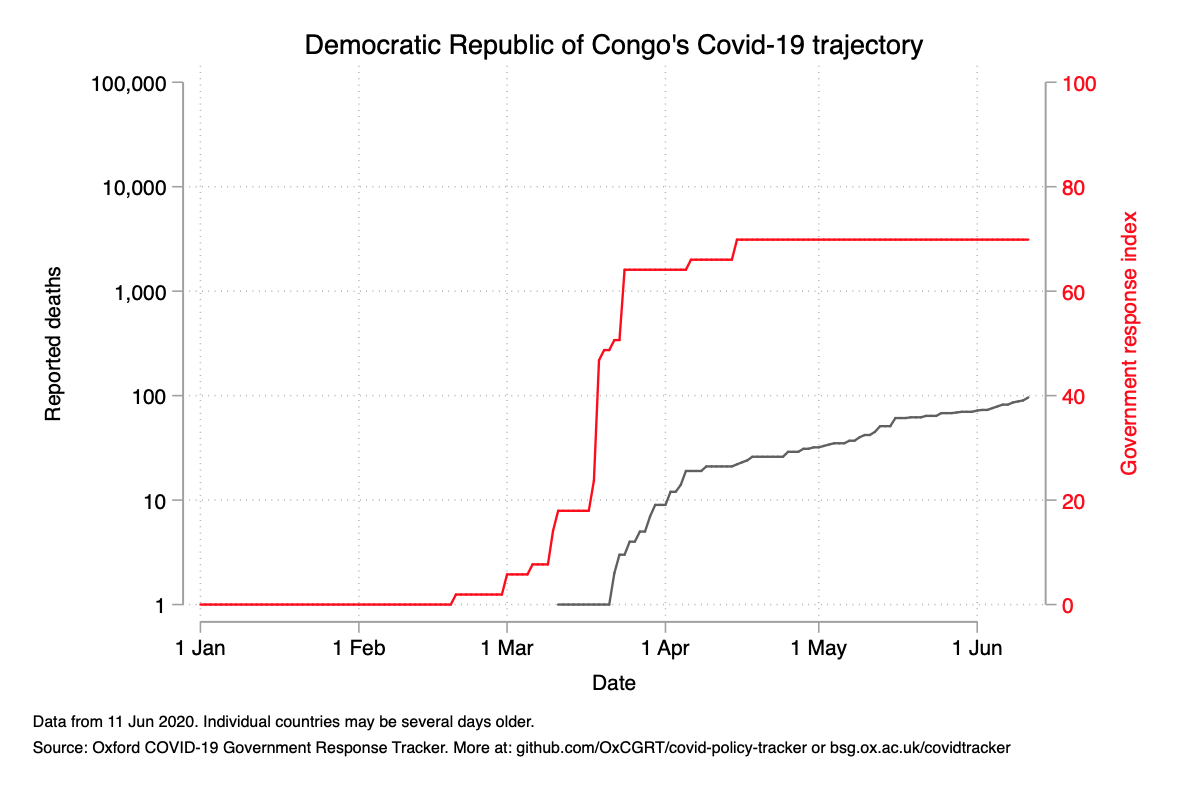 Democratic Republic of Congo's Covid-19 trajectory
100,000
10,000
1,000
100
10
1
Reported deaths
100
80
60
40
20
0
Government response index
1 Jan 1 Feb 1 Mar 1 Apr 1 May 1 Jun
Date
Data from 11 Jun 2020. Individual countries may be several days older.
Source: Oxford COVID-19 Government Response Tracker. More at: github.com/OxCGRT/covid-policy-tracker or bsg.ox.ac.uk/covidtracker